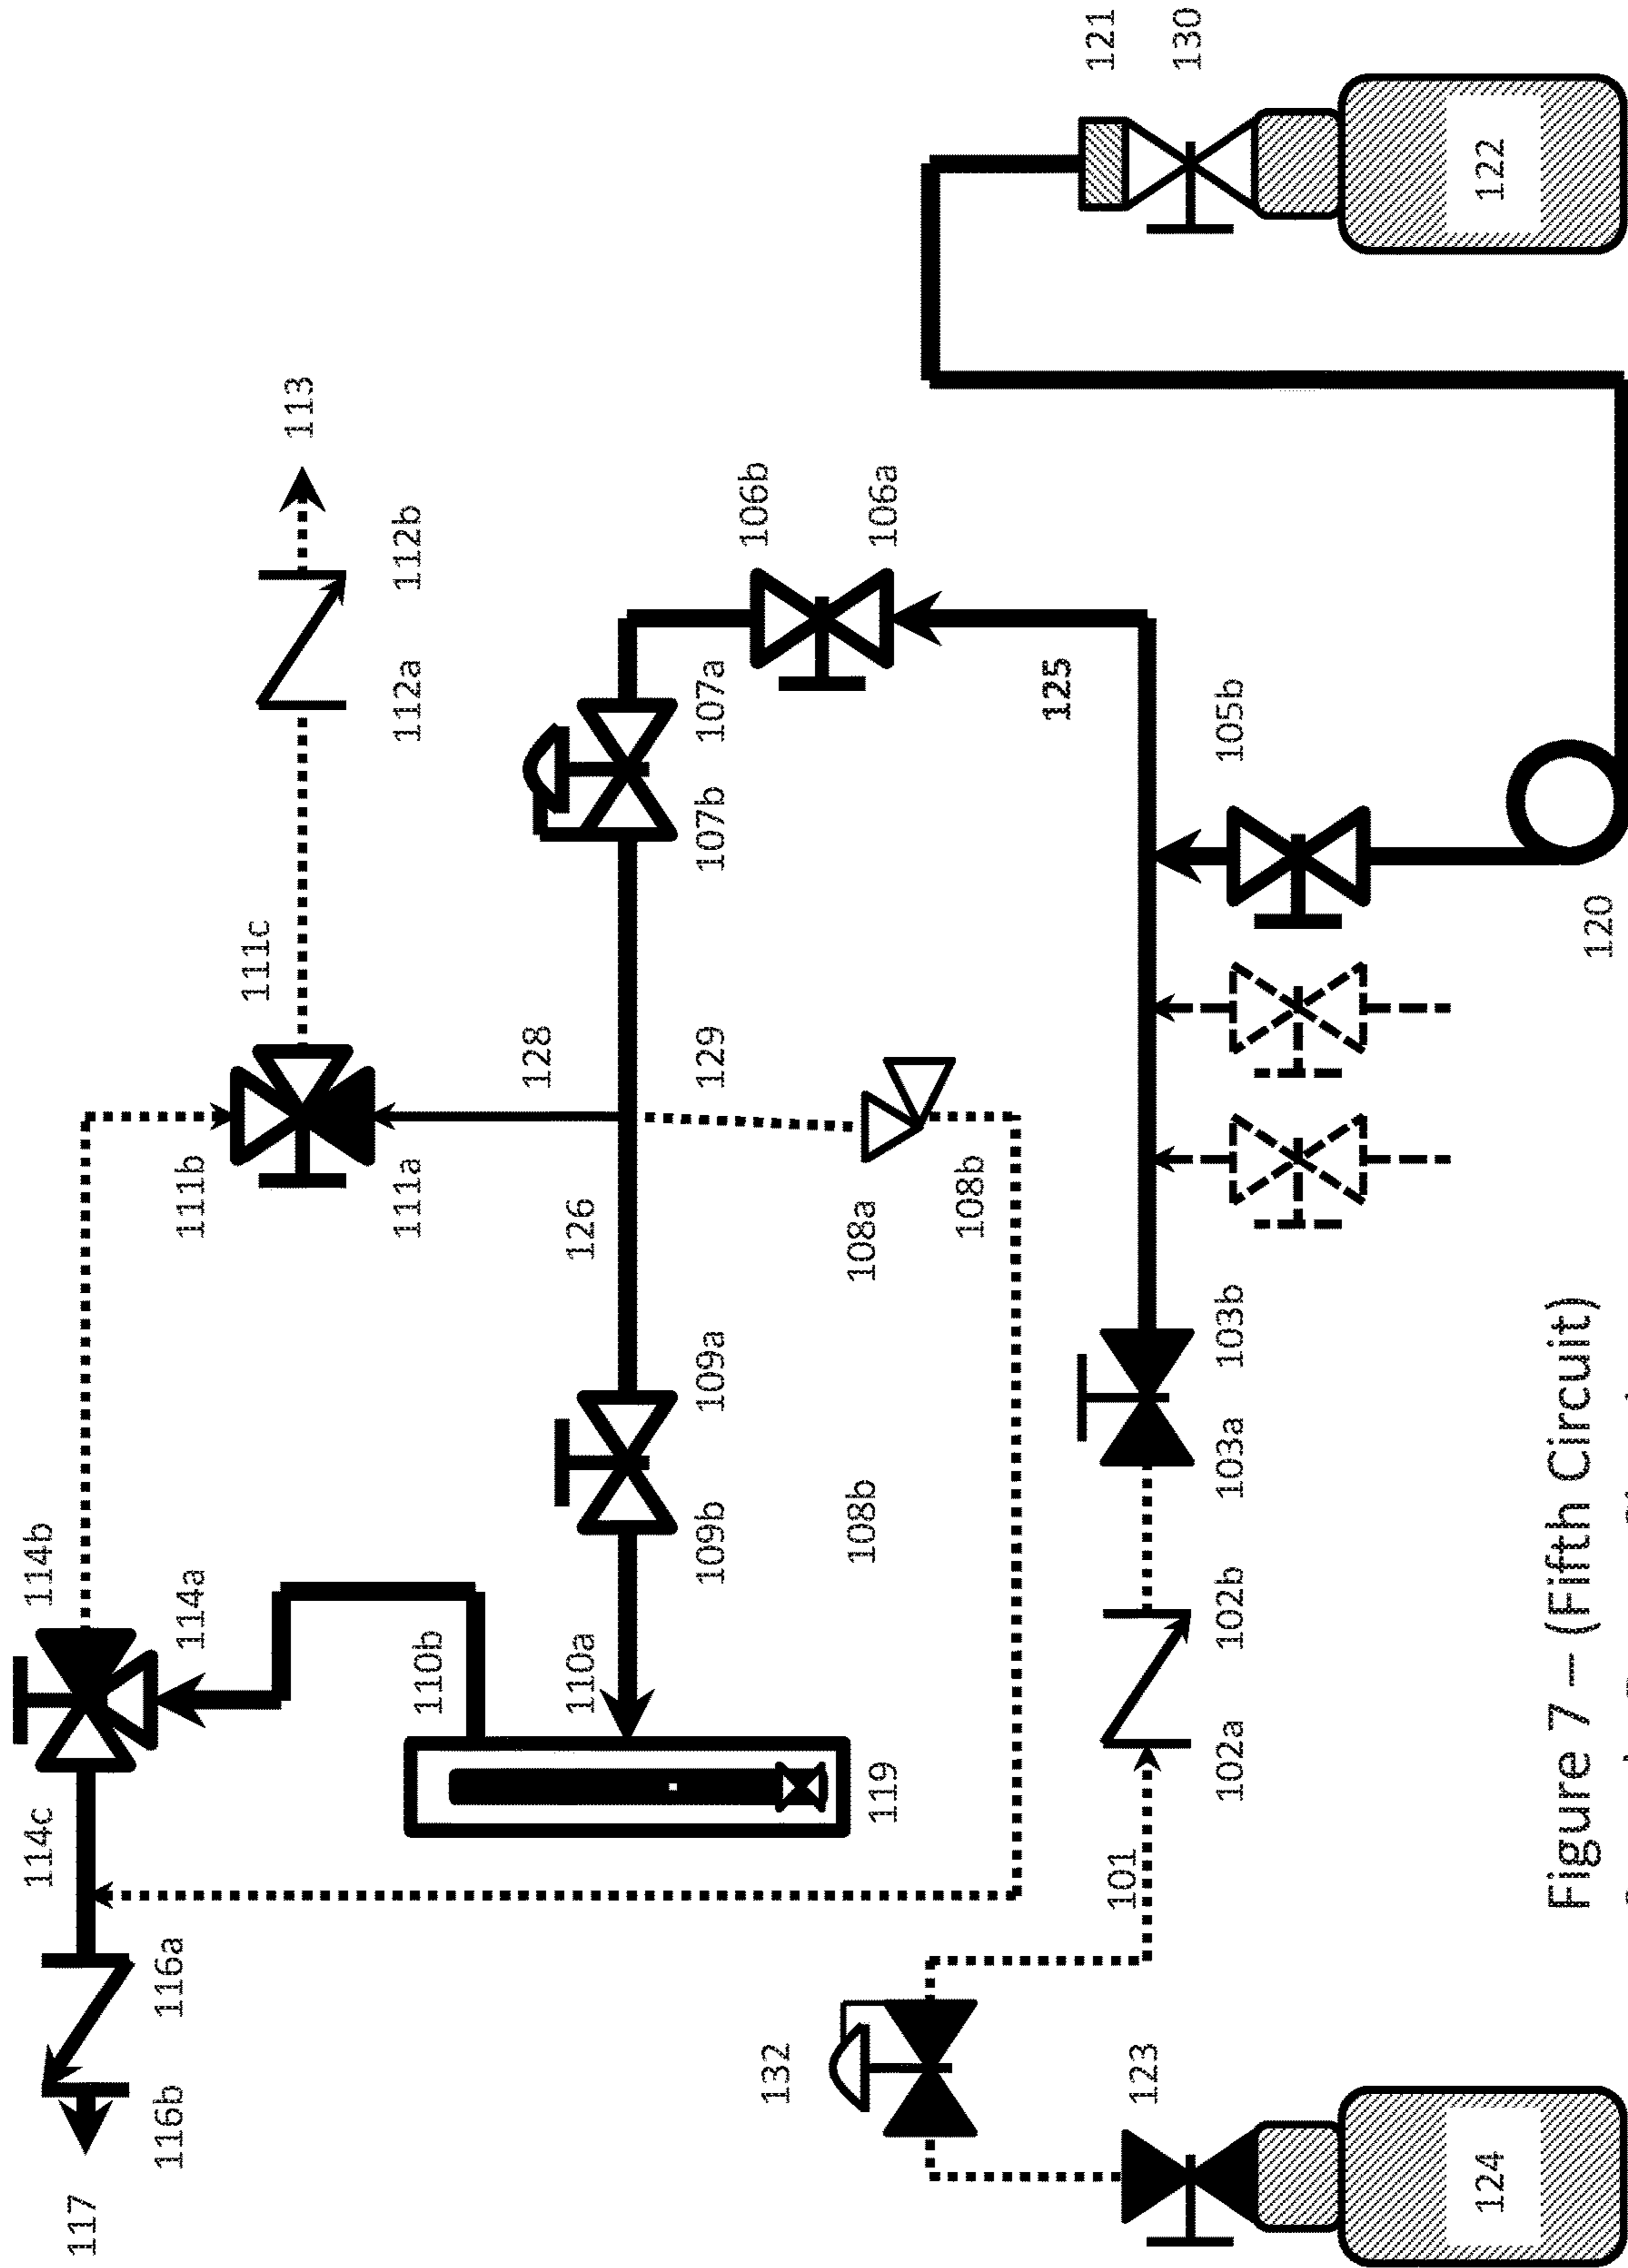 114c
114b
117
116b
116a
114a
111b
111c
113
111a
112a
112b
110b
128
110a
126
109b
109a
129
107b
107a
106b
132
108b
108a
119
106a
108b
125
121
101
123
130
102a
102b
103a
103b
105b
124
122
Figure 7 – (Fifth Circuit)
120